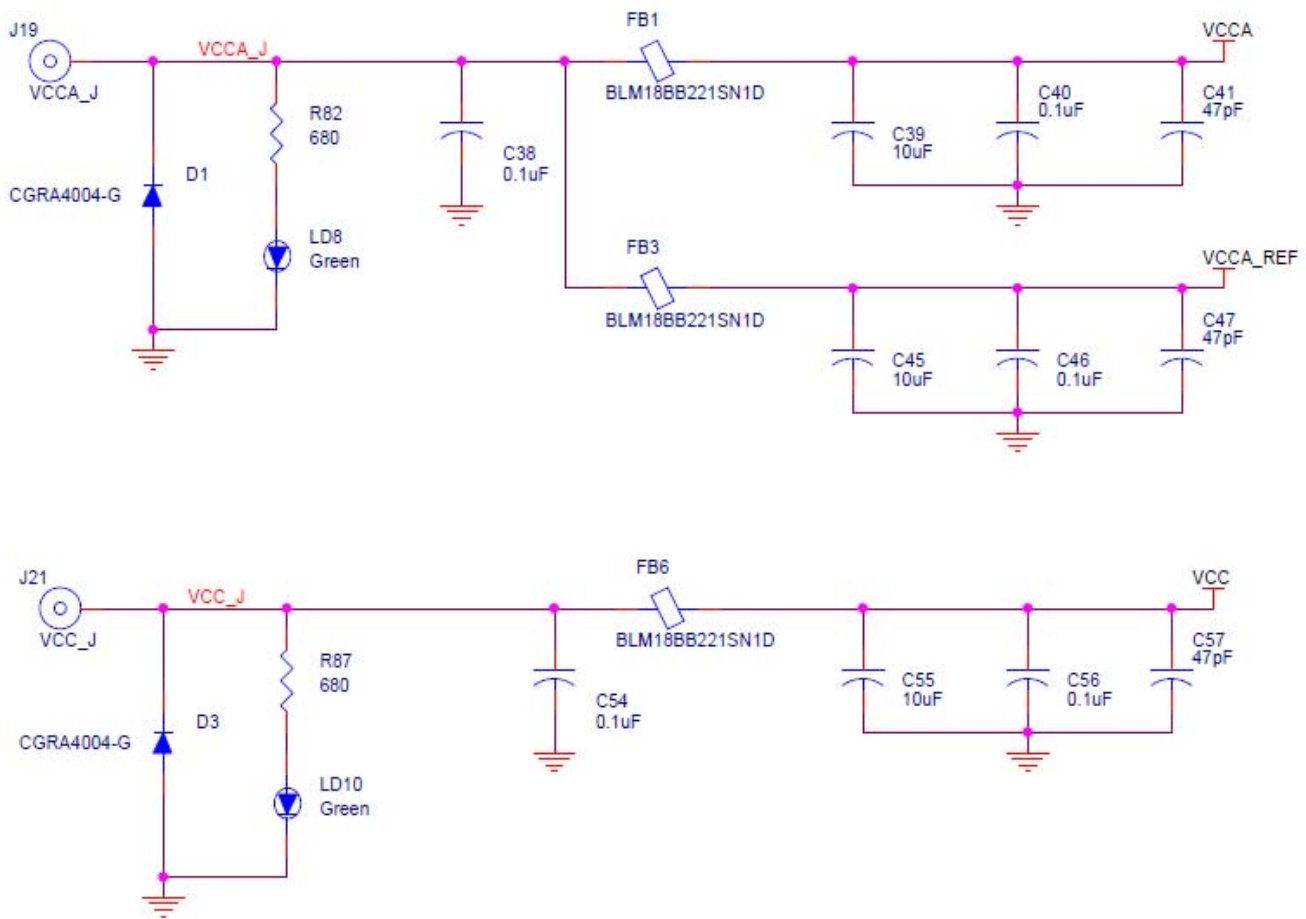 J19
VCCA_J
VCCA_J
R82
680
D1
CGRA4004-G
LD8
Green
C38
0.1uF
FB1
BLM18BB221SN1D
C39
10uF
C40
0.1uF
C41
47pF
VCCA
FB3
BLM18BB221SN1D
C45
10uF
C46
0.1uF
C47
47pF
VCCA_REF
J21
VCC_J
VCC_J
R87
680
D3
CGRA4004-G
LD10
Green
C54
0.1uF
FB6
BLM18BB221SN1D
C55
10uF
C56
0.1uF
C57
47pF
VCC